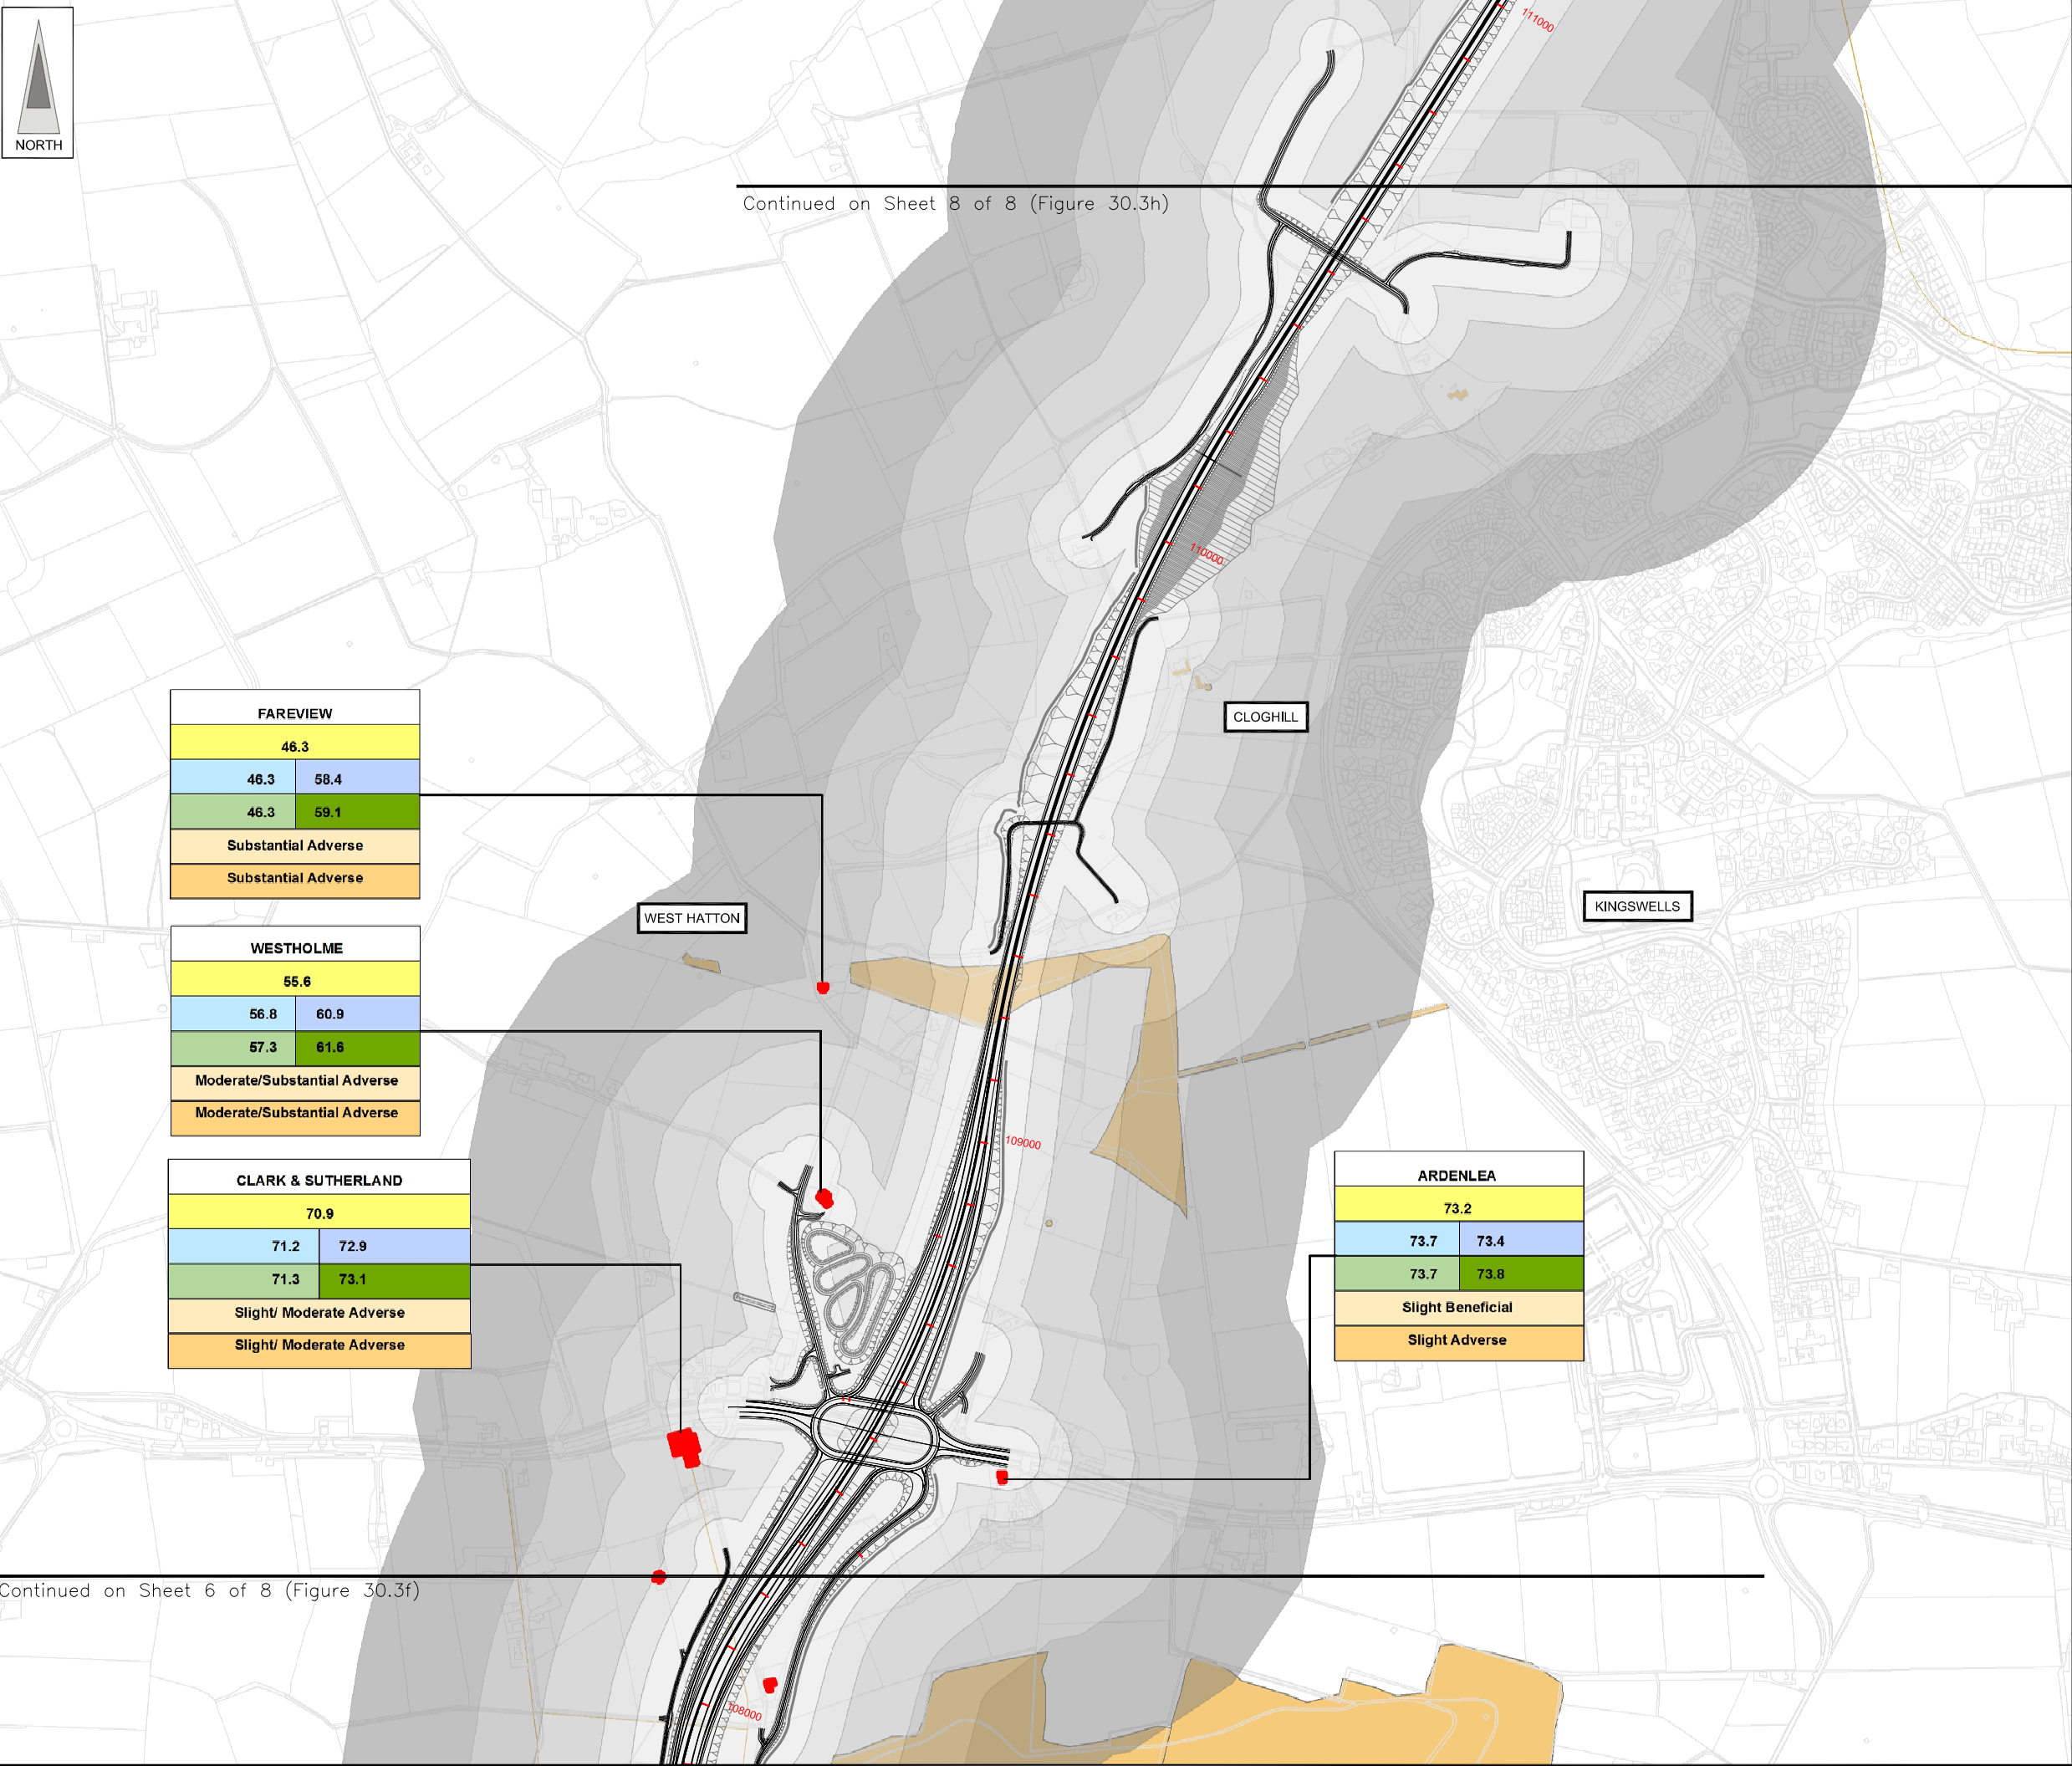 NORTH
111000
Continued on Sheet 8 of 8 (Figure 30.3h)
110000
FAREVIEW
46.3
46.3 58.4
46.3 59.1
Substantial Adverse
Substantial Adverse
CLOGHILL
WEST HATTON
KINGSWELLS
WESTHOLME
55.6
56.8 60.9
57.3 61.6
Moderate/Substantial Adverse
Moderate/Substantial Adverse
109000
CLARK & SUTHERLAND
70.9
71.2 72.9
71.3 73.1
Slight/ Moderate Adverse
Slight/ Moderate Adverse
ARDENLEA
73.2
73.7 73.4
73.7 73.8
Slight Beneficial
Slight Adverse
Continued on Sheet 6 of 8 (Figure 30.3f)
108000